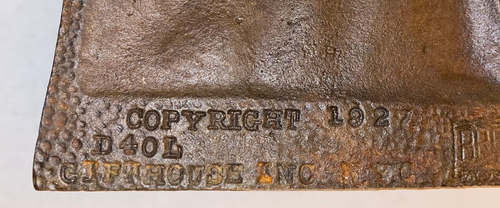 COPYRIGHT 1927
D40L
GIFTHOUSE INC N.Y.C.